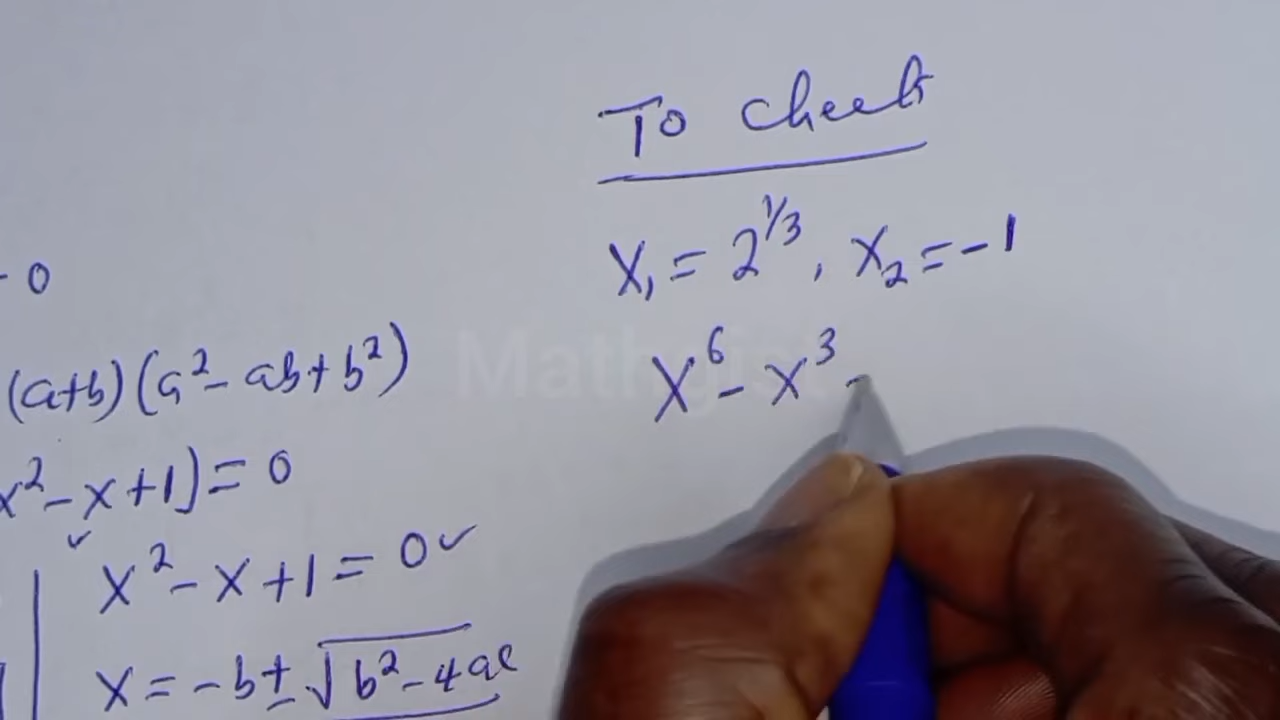 To Check
X₁ = 2^{1/3}, X₂ = -1
- 0
(a+b)(a² - ab + b²)
X⁶ - X³ -
x² - x + 1) = 0
X² - X + 1 = 0
X = -b ± √b² - 4ac
Mathgist